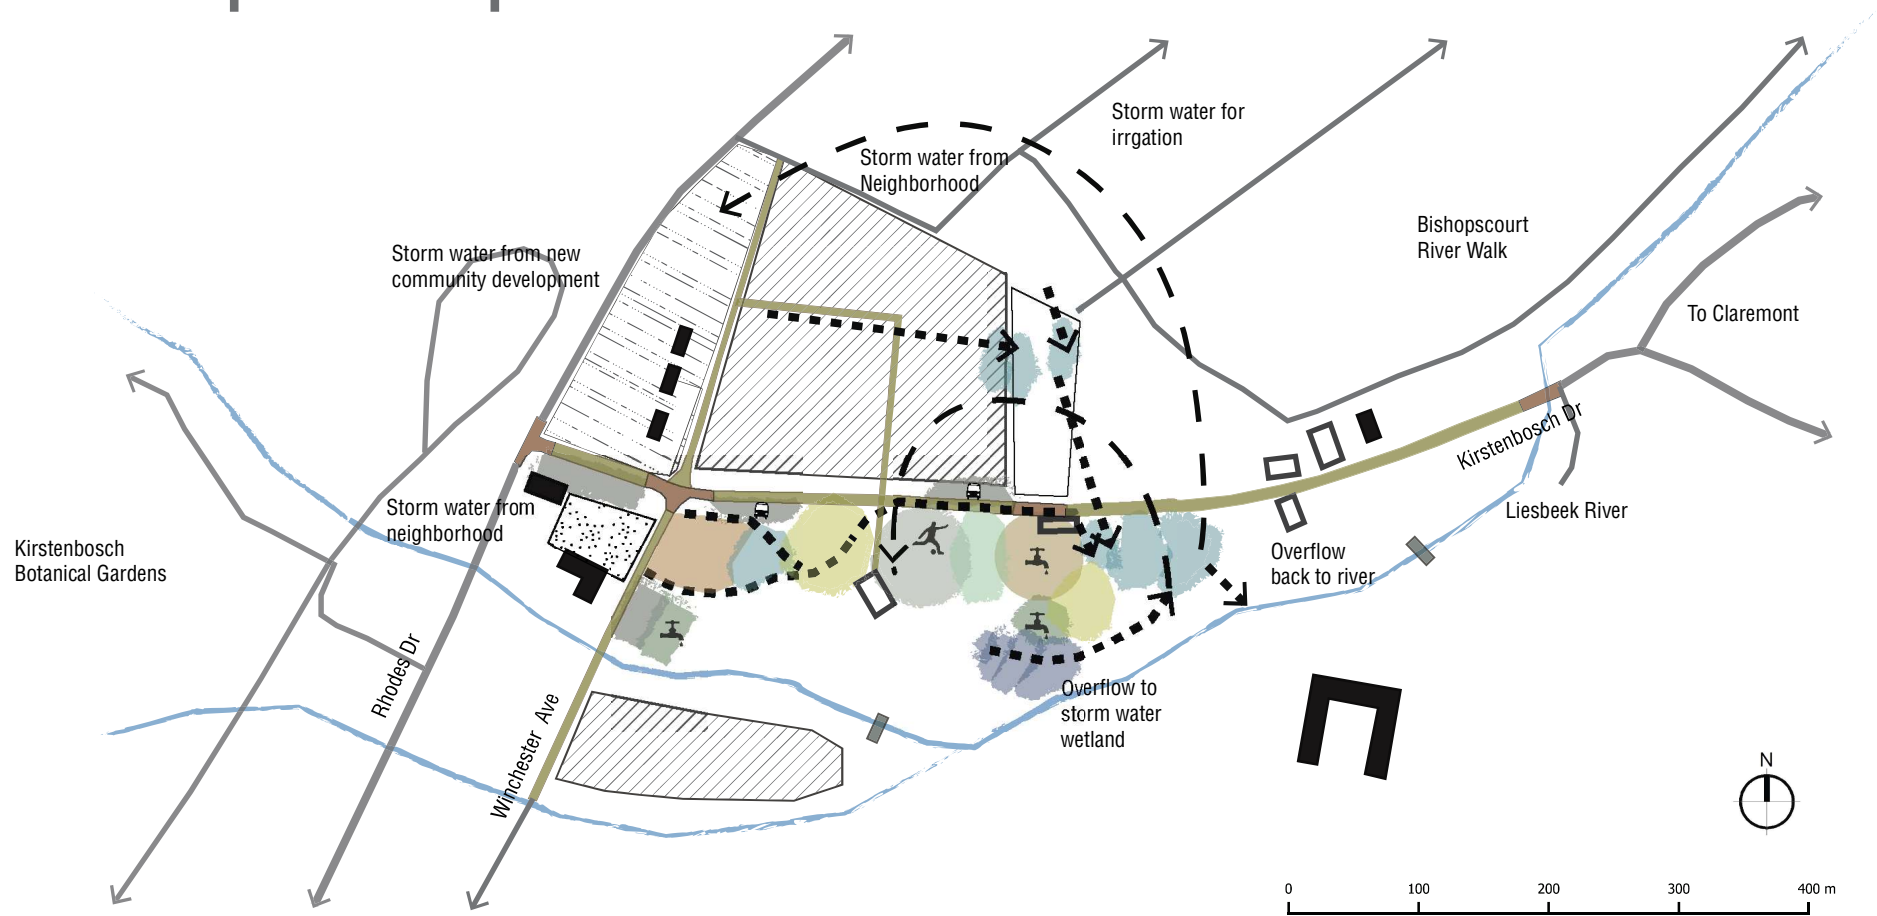 Storm water for
irrgation
Storm water from
Neighborhood
Bishopscourt
River Walk
Storm water from new
community development
To Claremont
Kirstenbosch Dr
Storm water from
neighborhood
Liesbeek River
Kirstenbosch
Botanical Gardens
Overflow
back to river
Rhodes Dr
Overflow to
storm water
wetland
Winchester Ave
N
0 100 200 300 400 m